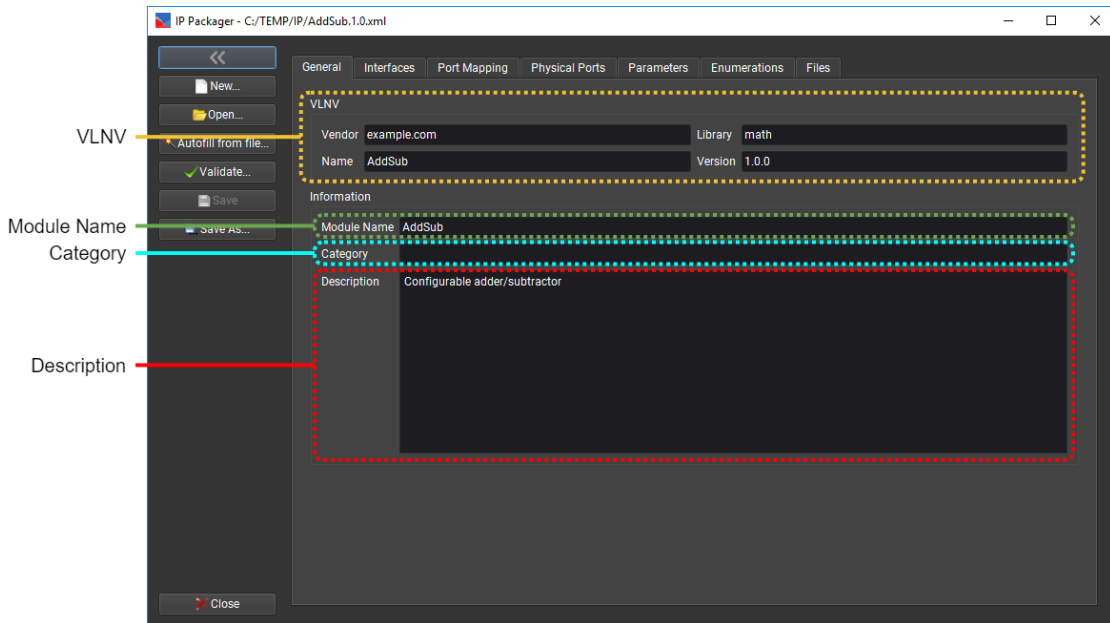 IP Packager - C:/TEMP/IP/AddSub.1.0.xml
New...
Open...
Autofill from file...
Validate...
Save
Save As...
Close
General Interfaces Port Mapping Physical Ports Parameters Enumerations Files
VLNV
Vendor example.com Library math
Name AddSub Version 1.0.0
Information
Module Name AddSub
Category
Description Configurable adder/subtractor
VLNV
Module Name
Category
Description